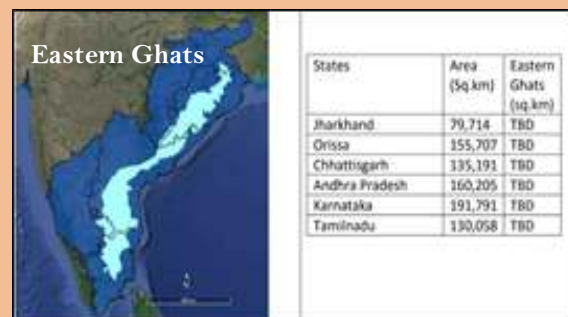 Eastern Ghats
States Area (Sq.km) Eastern Ghats (sq.km)
Jharkhand 79,714 TBD
Orissa 155,707 TBD
Chhattisgarh 135,191 TBD
Andhra Pradesh 160,205 TBD
Karnataka 191,791 TBD
Tamilnadu 130,058 TBD